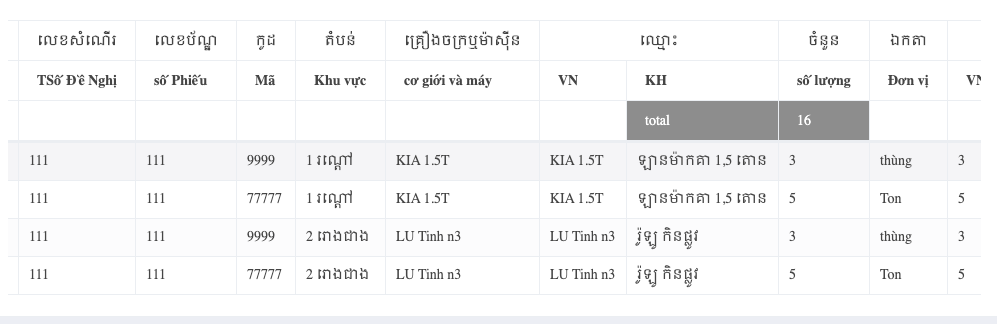 លេខសំណើរ លេខប័ណ្ឌ កូដ តំបន់ គ្រឿងចក្រឬម៉ាស៊ីន ឈ្មោះ ចំនួន ឯកតា
TSố Đề Nghị số Phiếu Mã Khu vực cơ giới và máy VN KH số lượng Đơn vị
total 16
111 111 9999 1 រណ្តៅ KIA 1.5T KIA 1.5T ឡានម៉ាកគា 1,5 តោន 3 thùng 3
111 111 77777 1 រណ្តៅ KIA 1.5T KIA 1.5T ឡានម៉ាកគា 1,5 តោន 5 Ton 5
111 111 9999 2 រោងជាង LU Tinh n3 LU Tinh n3 រ៉ូឡូ កិនផ្លូវ 3 thùng 3
111 111 77777 2 រោងជាង LU Tinh n3 LU Tinh n3 រ៉ូឡូ កិនផ្លូវ 5 Ton 5